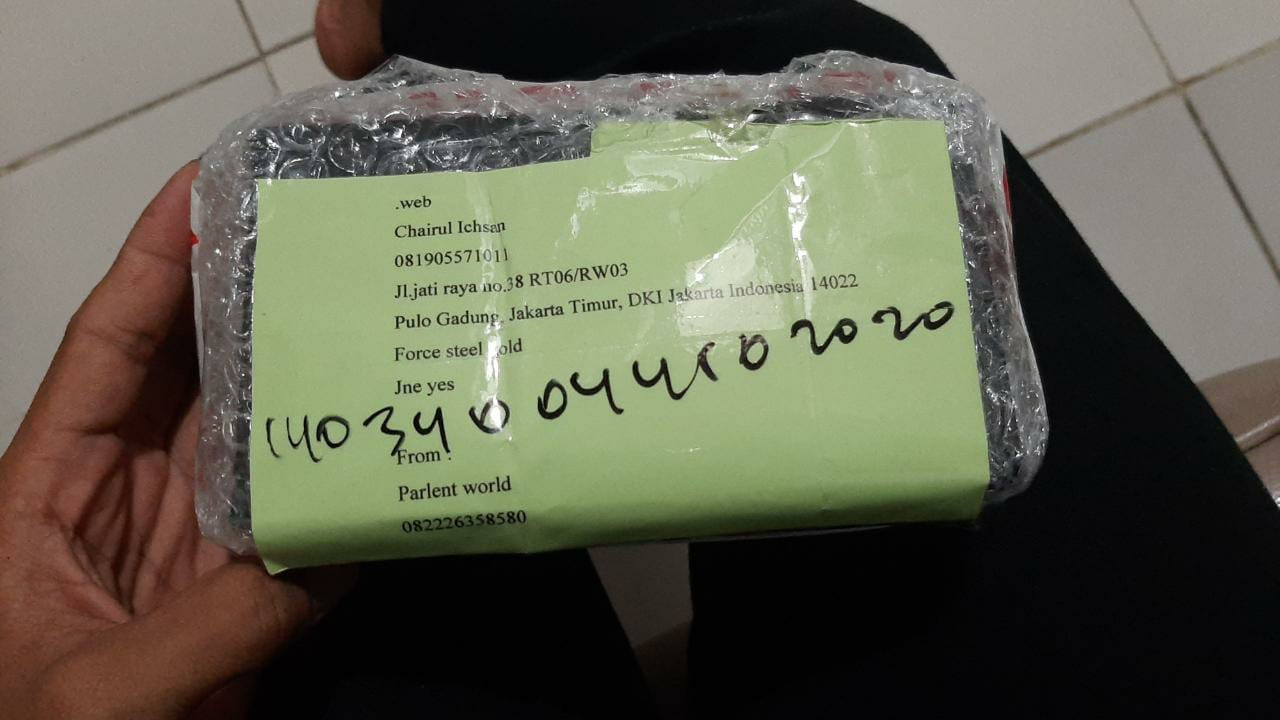 .web
Chairul Ichsan
081905571011
Jl.jati raya no.38 RT06/RW03
Pulo Gadung, Jakarta Timur, DKI Jakarta Indonesia 14022
Force steel gold
Jne yes
From :
Parlent world
082226358580